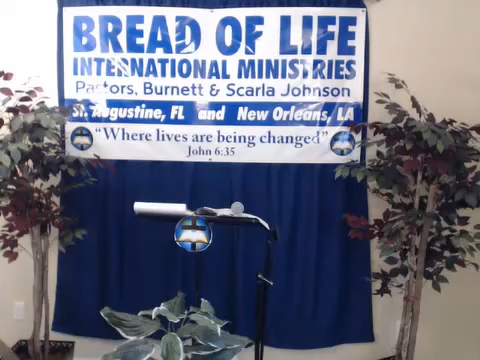 BREAD OF LIFE
INTERNATIONAL MINISTRIES
Pastors, Burnett & Scarla Johnson
St. Augustine, FL and New Orleans, LA
"Where lives are being changed"
John 6:35